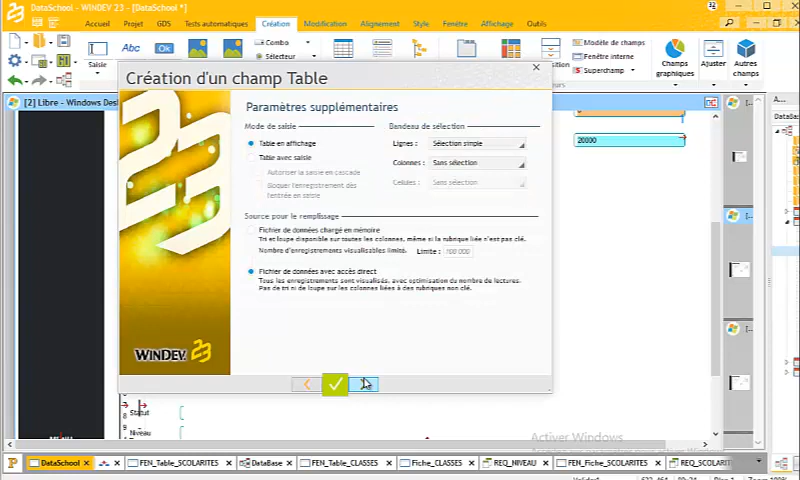 DataSchool - WINDEV 23
32
Accueil Projet GDS Tests automatiques Création Modification Alignement Style Fenêtre Affichage Outils
Saisie Abc Ok Combo Sélecteur Modèle de champs Fenêtre interne Superchamp Champs graphiques Ajuster Autres champs
[2] Libre - Windows
DataBas
20000
Création d'un champ Table
Paramètres supplémentaires
Mode de saisie
Bandeau de sélection
Table en affichage
Lignes : Sélection simple
Table avec saisie
Colonnes : Sans sélection
Autoriser la saisie en cascade
Cellules : Sans sélection
Bloquer l'enregistrement dès l'entrée en saisie
Source pour le remplissage
Fichier de données chargé en mémoire
Tri et loupe disponible sur toutes les colonnes, même si la rubrique liée n'est pas clé.
Nombre d'enregistrements visualisables limité. Limite : 100 000
Fichier de données avec accès direct
Tous les enregistrements sont visualisés, avec optimisation du nombre de lectures.
Pas de tri ni de loupe sur les colonnes liées à des rubriques non clé.
WINDEV 23
Statut
Niveau
Activer Windows
DataSchool FEN_Table_SCOLARITES DataBase FEN_Table_CLASSES Fiche_CLASSES REQ_NIVEAU FEN_Fiche_SCOLARITES REQ_SCOLARIT